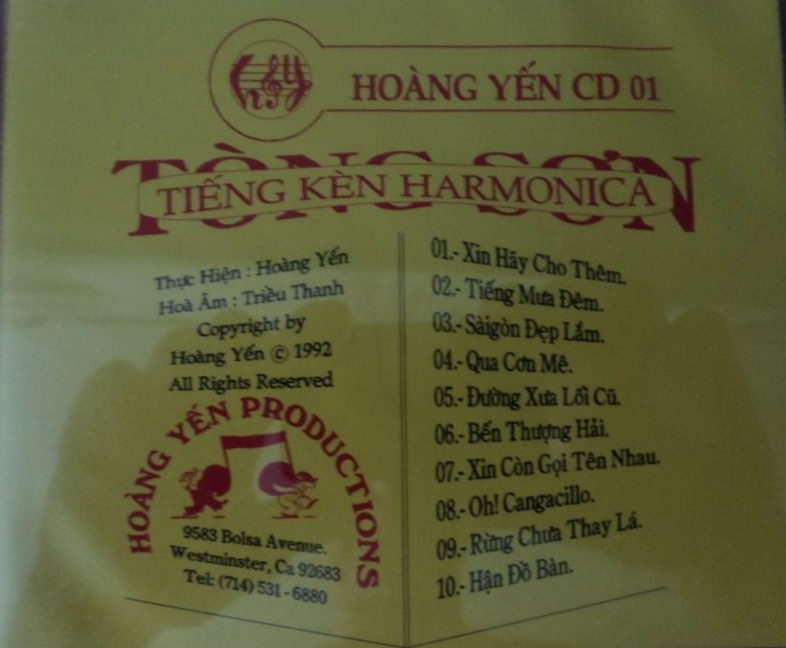 HY
HOÀNG YẾN CD 01
TÒNG SƠN
TIẾNG KÈN HARMONICA
Thực Hiện : Hoàng Yến
Hoà Âm : Triều Thanh
Copyright by
Hoàng Yến © 1992
All Rights Reserved
HOÀNG YẾN PRODUCTIONS
9583 Bolsa Avenue.
Westminster, Ca 92683
Tel: (714) 531 - 6880
01.- Xin Hãy Cho Thêm.
02.- Tiếng Mưa Đêm.
03.- Sàigòn Đẹp Lắm.
04.- Qua Cơn Mê.
05.- Đường Xưa Lối Cũ.
06.- Bến Thượng Hải.
07.- Xin Còn Gọi Tên Nhau.
08.- Oh! Cangacillo.
09.- Rừng Chưa Thay Lá.
10.- Hận Đồ Bàn.